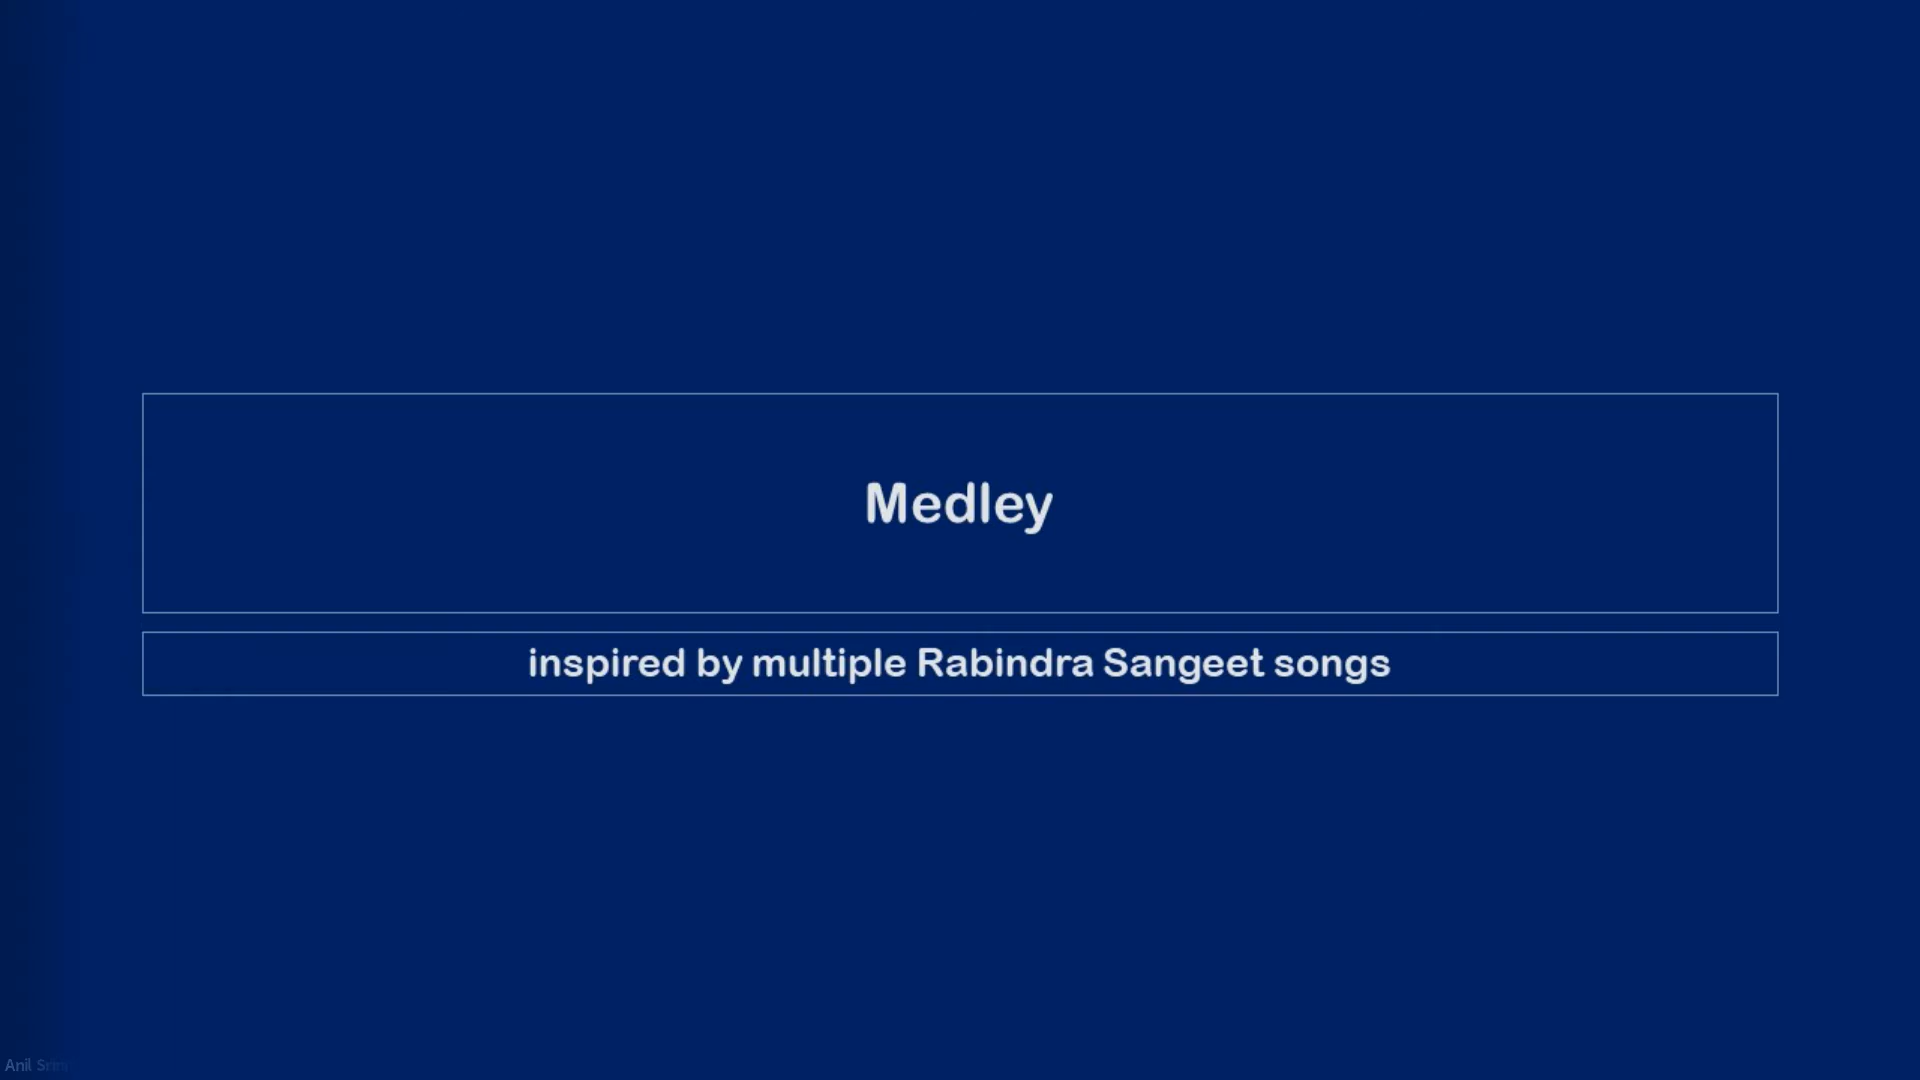 Medley
inspired by multiple Rabindra Sangeet songs
Anil